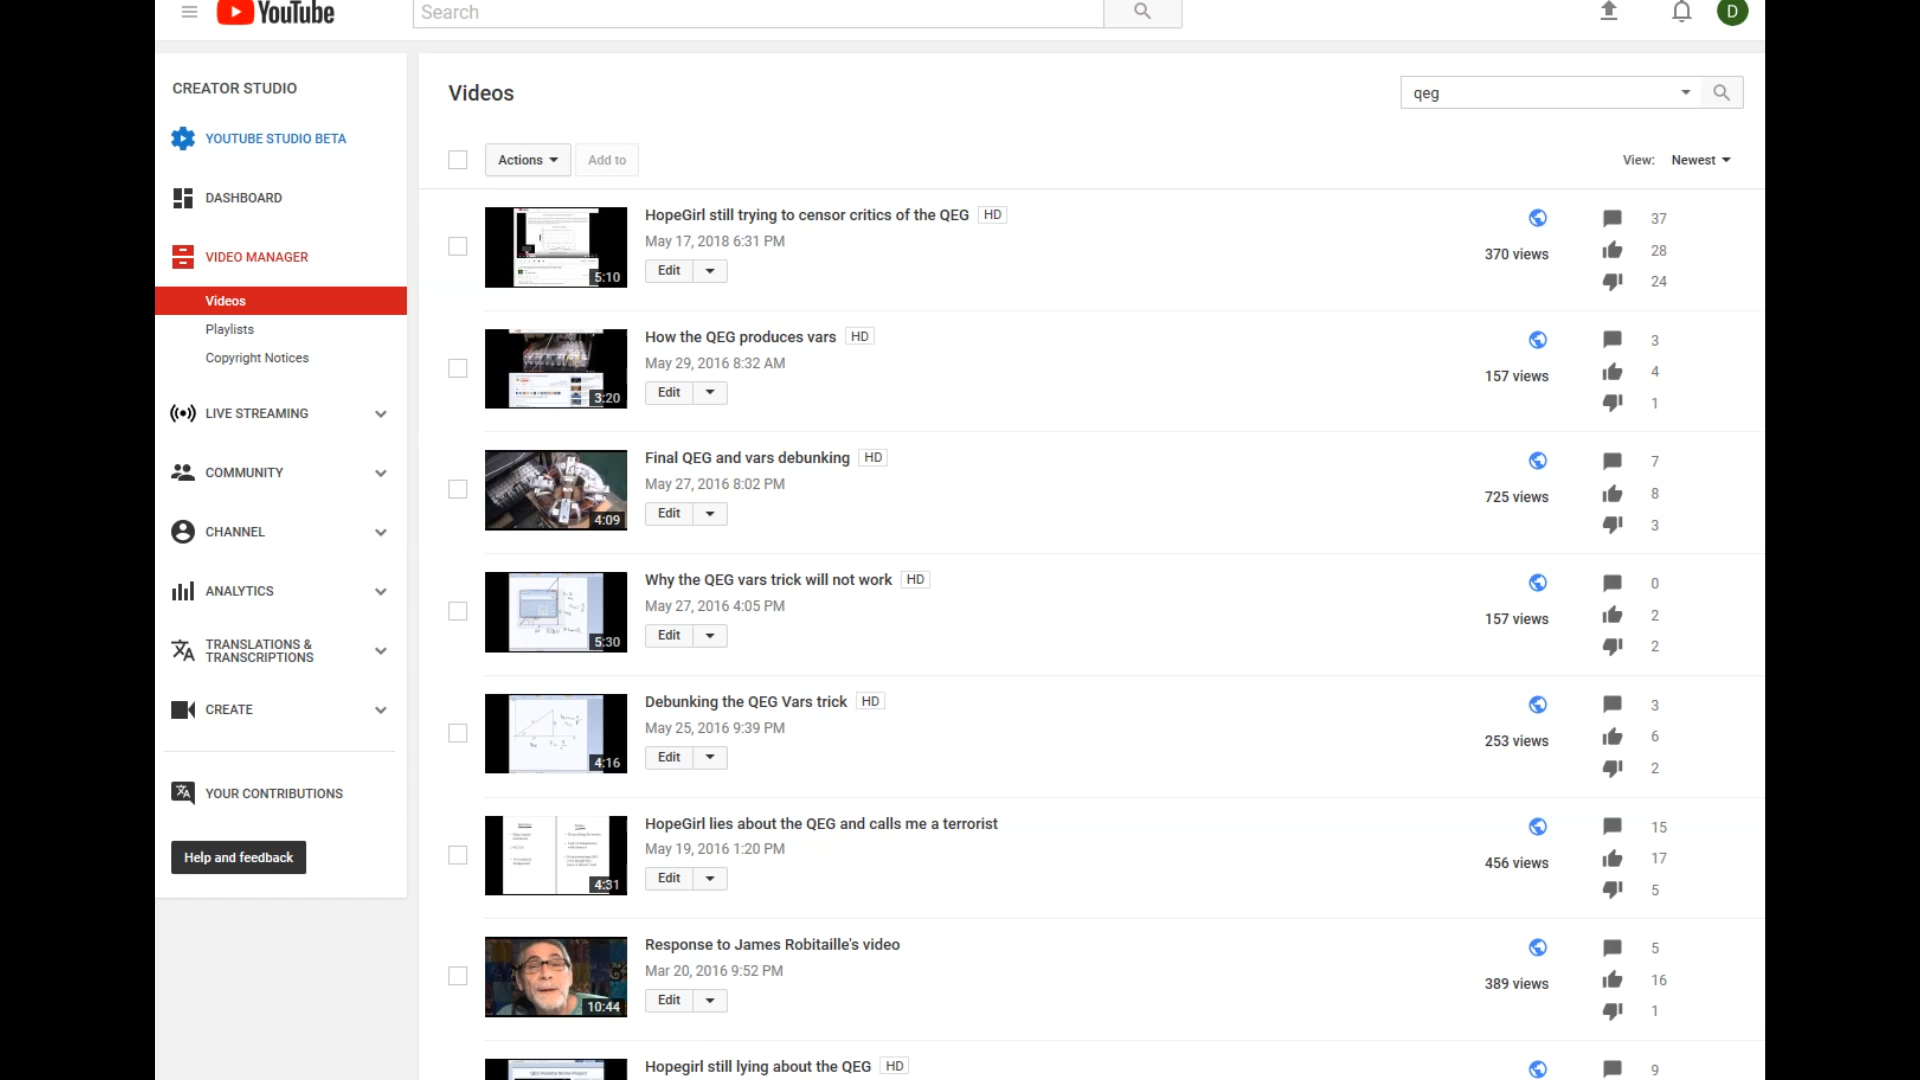 YouTube
Search
D
CREATOR STUDIO
YOUTUBE STUDIO BETA
DASHBOARD
VIDEO MANAGER
Videos
Playlists
Copyright Notices
LIVE STREAMING
COMMUNITY
CHANNEL
ANALYTICS
TRANSLATIONS &
TRANSCRIPTIONS
CREATE
YOUR CONTRIBUTIONS
Help and feedback
Videos
qeg
Actions
Add to
View: Newest
5:10
HopeGirl still trying to censor critics of the QEG HD
May 17, 2018 6:31 PM
Edit
370 views
37
28
24
3:20
How the QEG produces vars HD
May 29, 2016 8:32 AM
Edit
157 views
3
4
1
4:09
Final QEG and vars debunking HD
May 27, 2016 8:02 PM
Edit
725 views
7
8
3
5:30
Why the QEG vars trick will not work HD
May 27, 2016 4:05 PM
Edit
157 views
0
2
2
4:16
Debunking the QEG Vars trick HD
May 25, 2016 9:39 PM
Edit
253 views
3
6
2
4:31
HopeGirl lies about the QEG and calls me a terrorist
May 19, 2016 1:20 PM
Edit
456 views
15
17
5
10:44
Response to James Robitaille's video
Mar 20, 2016 9:52 PM
Edit
389 views
5
16
1
Hopegirl still lying about the QEG HD
9